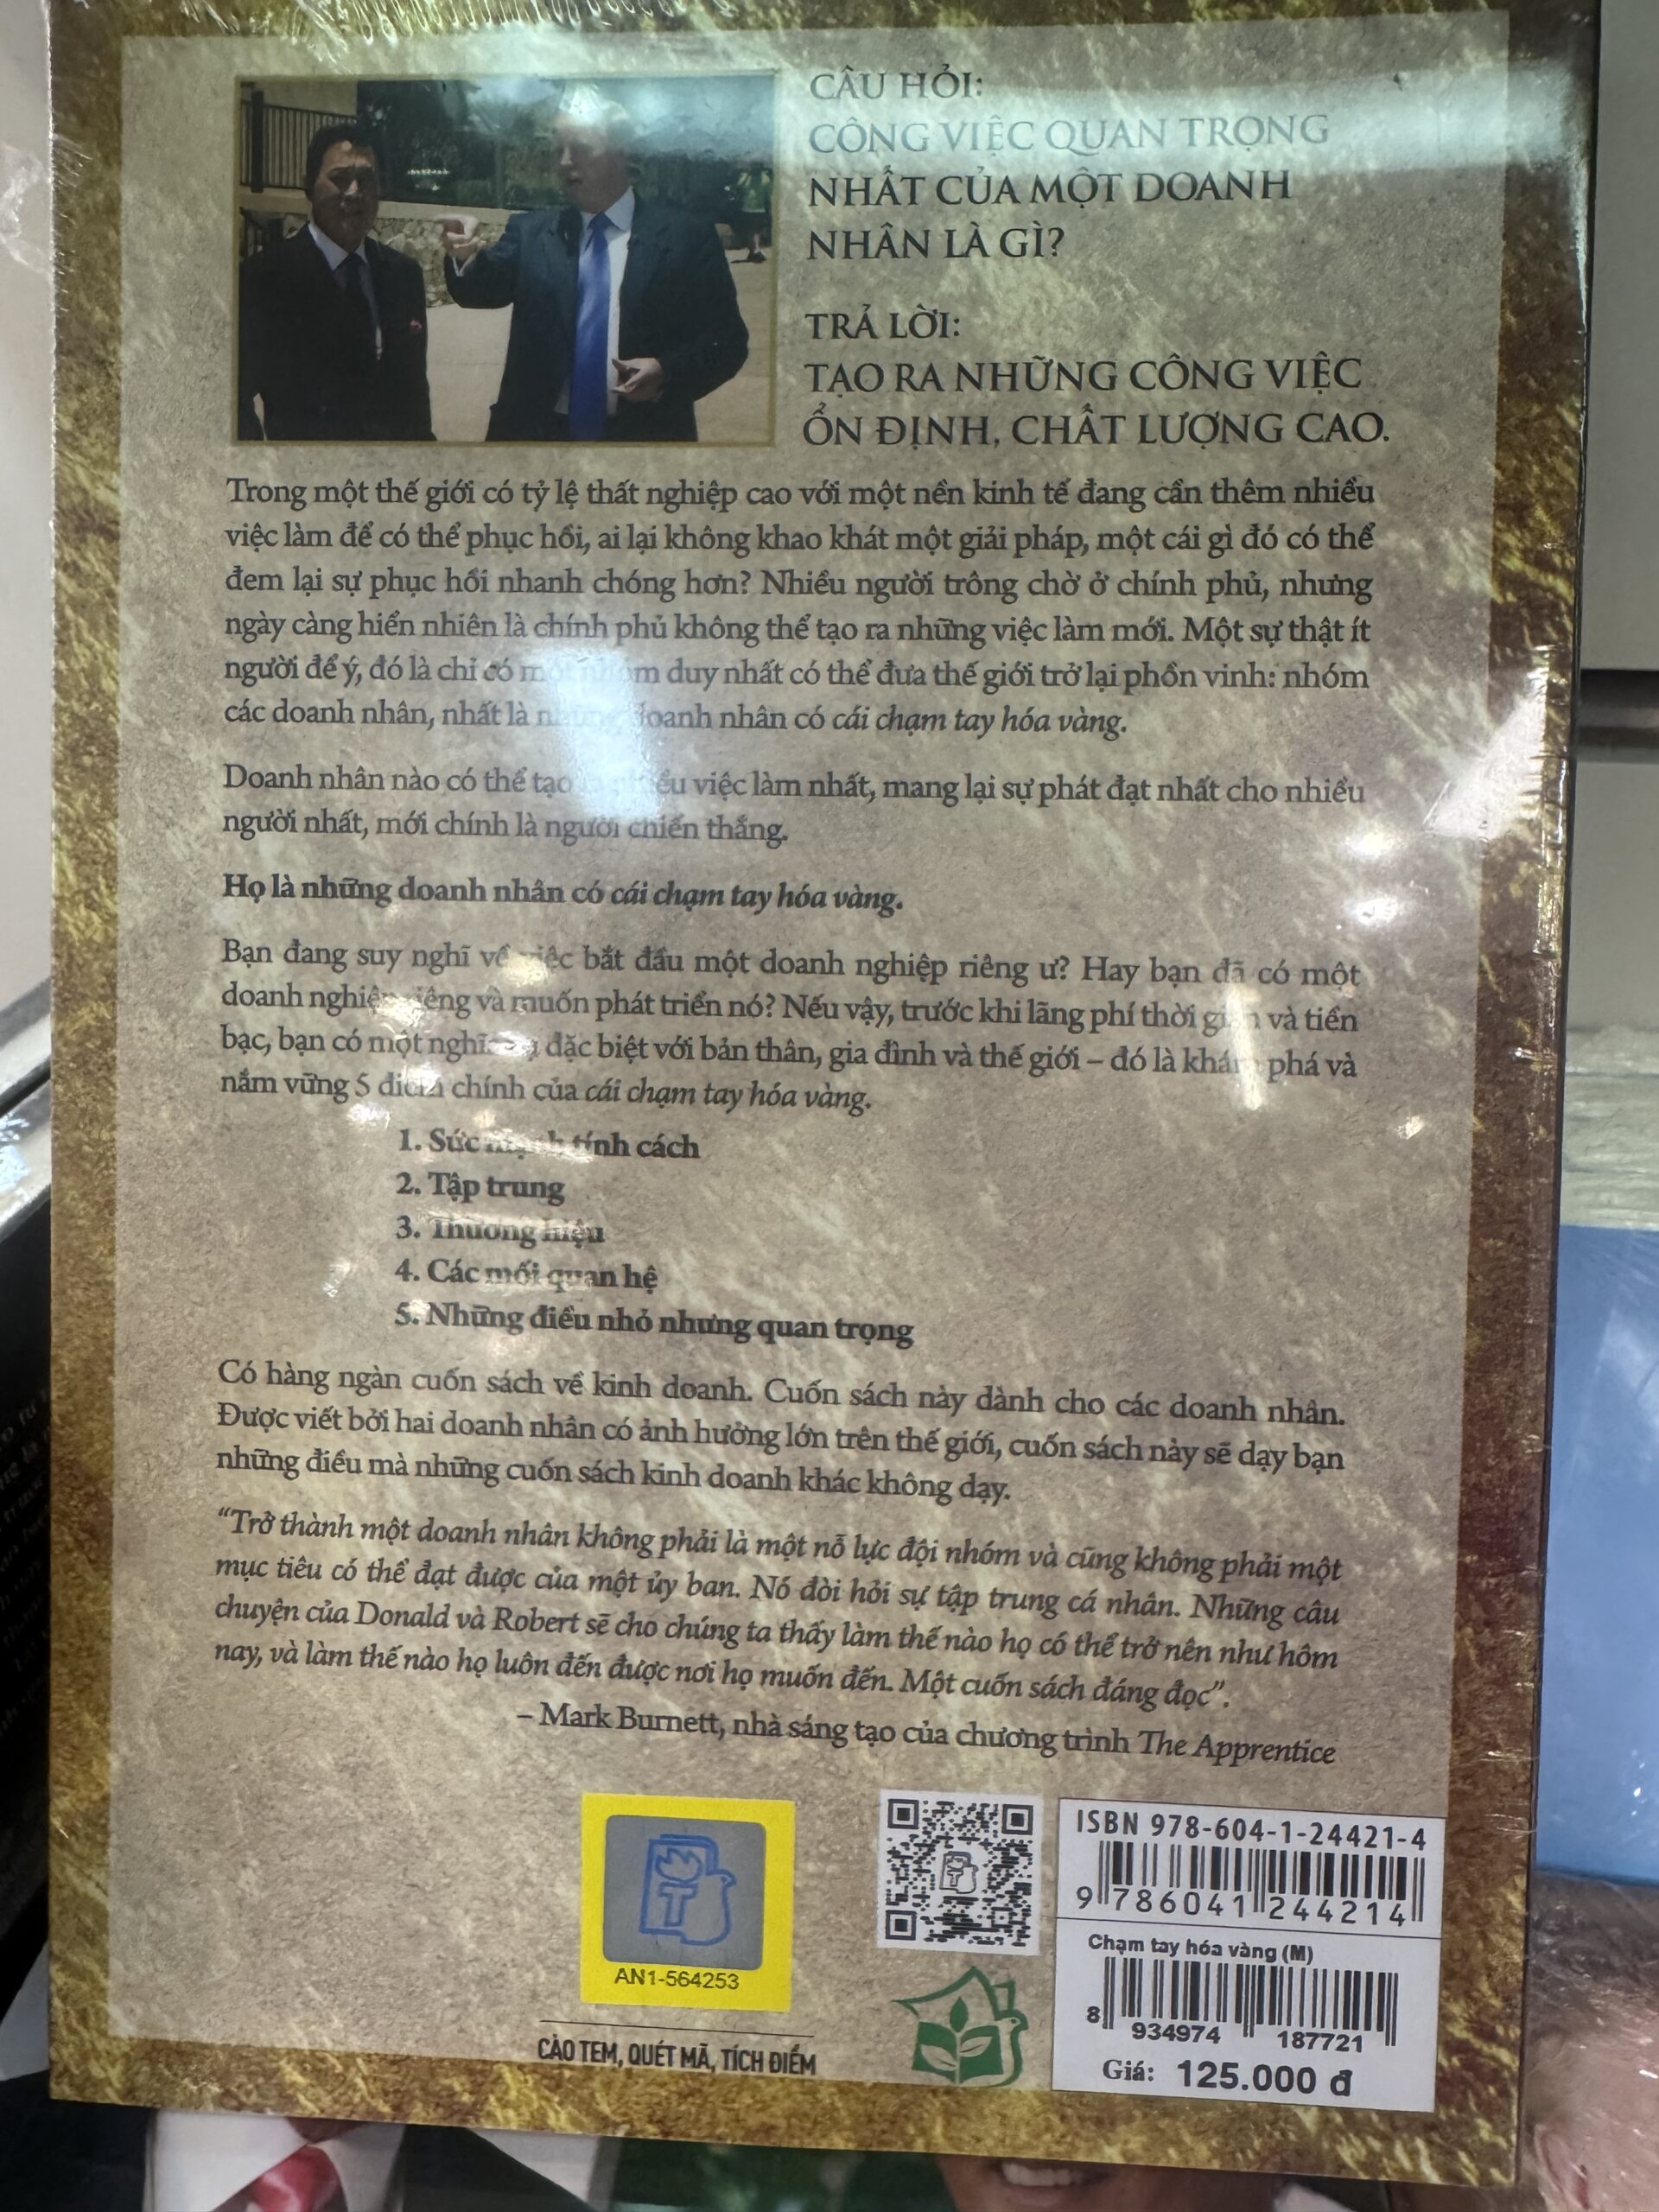 CÂU HỎI:
CÔNG VIỆC QUAN TRỌNG
NHẤT CỦA MỘT DOANH
NHÂN LÀ GÌ?
TRẢ LỜI:
TẠO RA NHỮNG CÔNG VIỆC
ỔN ĐỊNH, CHẤT LƯỢNG CAO.
Trong một thế giới có tỷ lệ thất nghiệp cao với một nền kinh tế đang cần thêm nhiều
việc làm để có thể phục hồi, ai lại không khao khát một giải pháp, một cái gì đó có thể
đem lại sự phục hồi nhanh chóng hơn? Nhiều người trông chờ ở chính phủ, nhưng
ngày càng hiển nhiên là chính phủ không thể tạo ra những việc làm mới. Một sự thật ít
người để ý, đó là chỉ có một nhóm duy nhất có thể đưa thế giới trở lại phồn vinh: nhóm
các doanh nhân, nhất là những doanh nhân có cái chạm tay hóa vàng.
Doanh nhân nào có thể tạo nhiều việc làm nhất, mang lại sự phát đạt nhất cho nhiều
người nhất, mới chính là người chiến thắng.
Họ là những doanh nhân có cái chạm tay hóa vàng.
Bạn đang suy nghĩ về việc bắt đầu một doanh nghiệp riêng ư? Hay bạn đã có một
doanh nghiệp riêng và muốn phát triển nó? Nếu vậy, trước khi lãng phí thời gian và tiền
bạc, bạn có một đặc biệt với bản thân, gia đình và thế giới – đó là khám phá và
nắm vững 5 điểm chính của cái chạm tay hóa vàng.
1. Sức mạnh tính cách
2. Tập trung
3. Thương hiệu
4. Các mối quan hệ
5. Những điều nhỏ nhưng quan trọng
Có hàng ngàn cuốn sách về kinh doanh. Cuốn sách này dành cho các doanh nhân.
Được viết bởi hai doanh nhân có ảnh hưởng lớn trên thế giới, cuốn sách này sẽ dạy bạn
những điều mà những cuốn sách kinh doanh khác không dạy.
“Trở thành một doanh nhân không phải là một nỗ lực đội nhóm và cũng không phải một
mục tiêu có thể đạt được của một ủy ban. Nó đòi hỏi sự tập trung cá nhân. Những câu
chuyện của Donald và Robert sẽ cho chúng ta thấy làm thế nào họ có thể trở nên như hôm
nay, và làm thế nào họ luôn đến được nơi họ muốn đến. Một cuốn sách đáng đọc”.
– Mark Burnett, nhà sáng tạo của chương trình The Apprentice
T
AN1-564253
CÀO TEM, QUÉT MÃ, TÍCH ĐIỂM
ISBN 978-604-1-24421-4
9 786041 244214
Chạm tay hóa vàng (M)
8 934974 187721
Giá: 125.000 đ